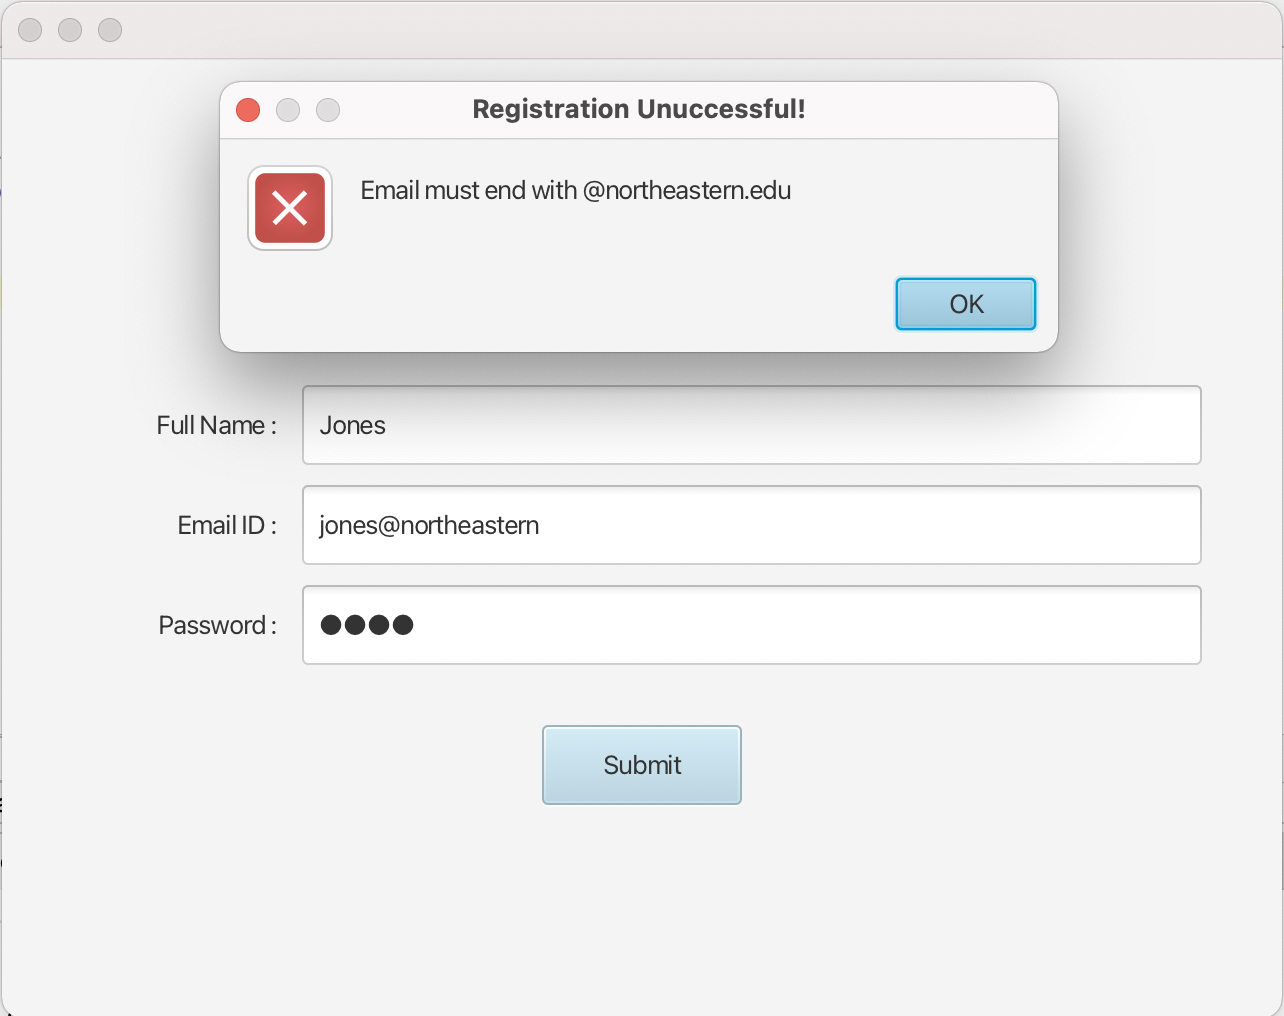 Registration Unuccessful!
Email must end with @northeastern.edu
OK
Full Name : Jones
Email ID : jones@northeastern
Password : ●●●●
Submit